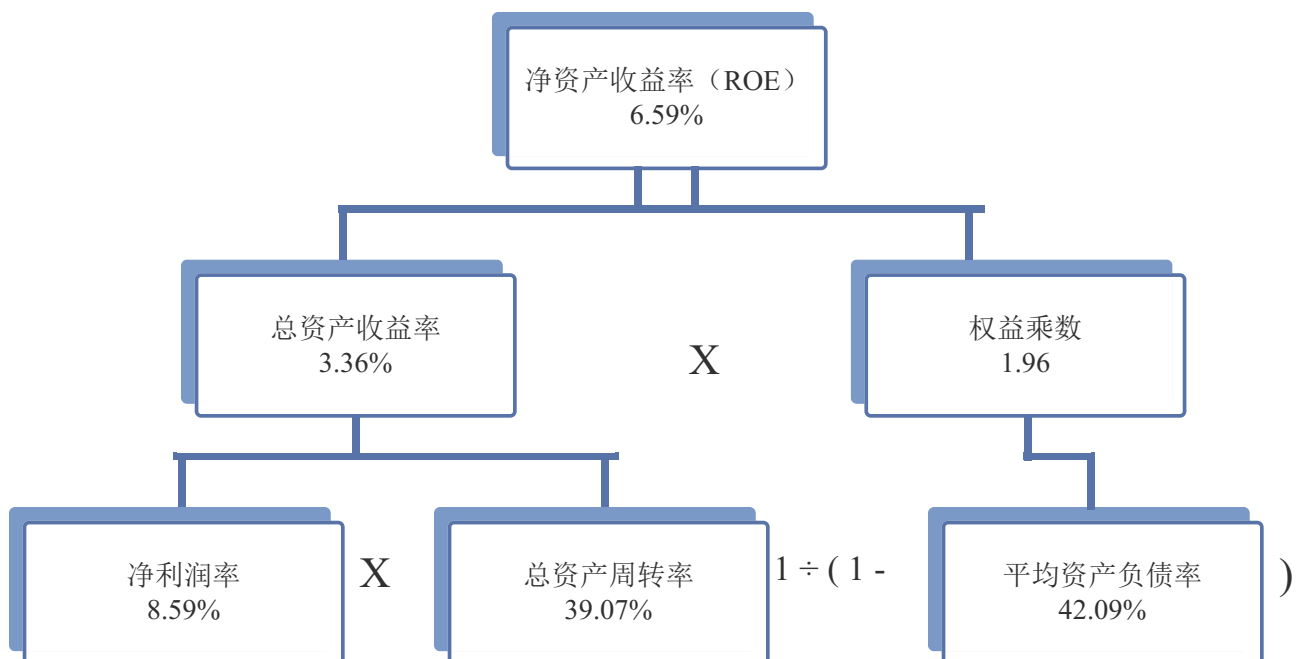 净资产收益率（ROE）
6.59%
总资产收益率
3.36%
X
权益乘数
1.96
净利润率
8.59%
X
总资产周转率
39.07%
1 ÷ ( 1 -
平均资产负债率
42.09%
)